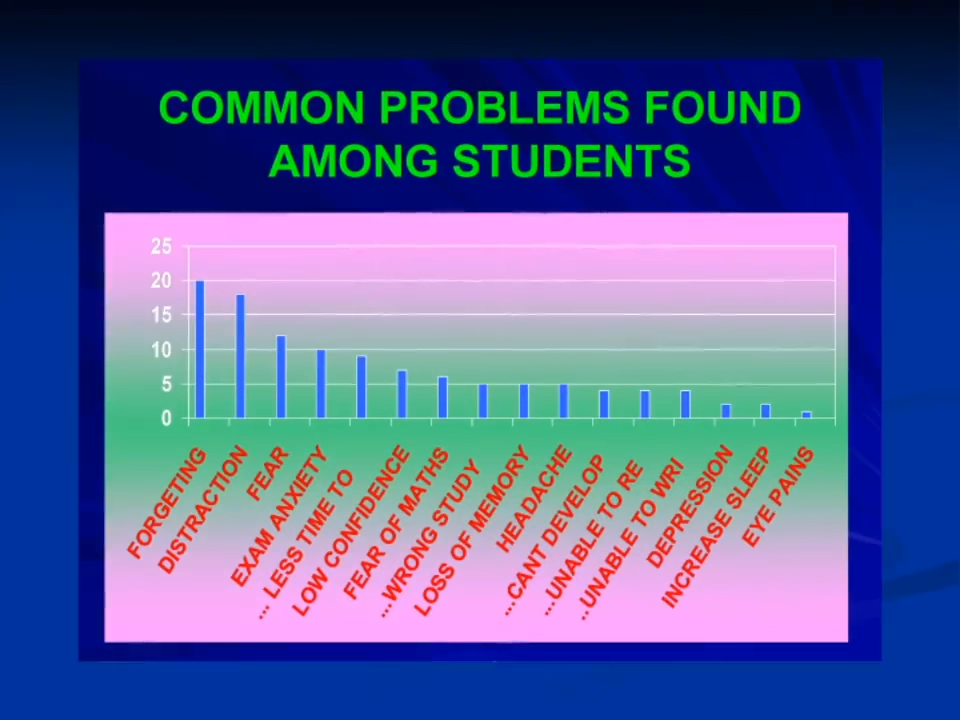 COMMON PROBLEMS FOUND
AMONG STUDENTS
25
20
15
10
5
0
FORGETING
DISTRACTION
FEAR
EXAM ANXIETY
... LESS TIME TO
LOW CONFIDENCE
FEAR OF MATHS
...WRONG STUDY
LOSS OF MEMORY
HEADACHE
...CANT DEVELOP
...UNABLE TO RE
...UNABLE TO WRI
DEPRESSION
INCREASE SLEEP
EYE PAINS